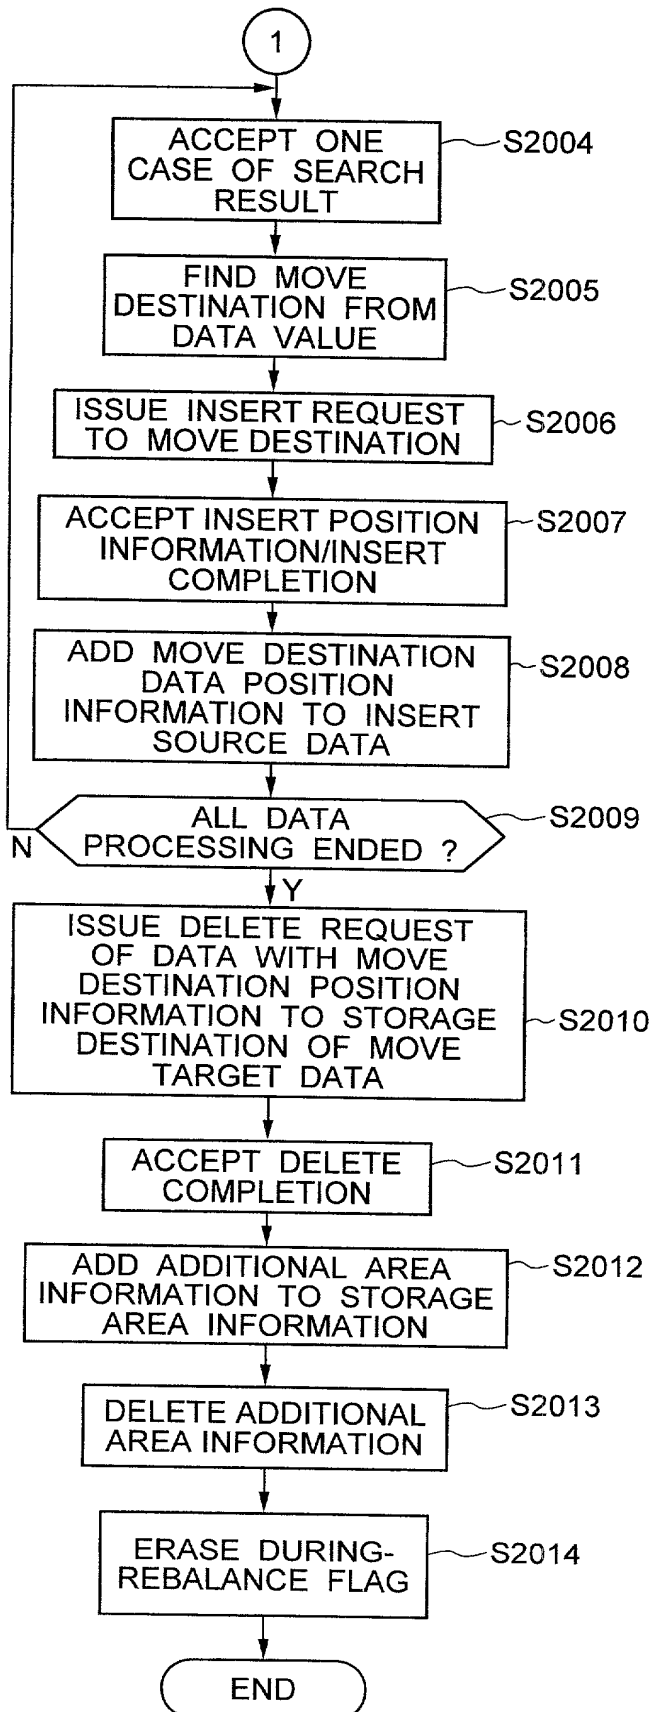 1
ACCEPT ONE
CASE OF SEARCH
RESULT
S2004
FIND MOVE
DESTINATION FROM
DATA VALUE
S2005
ISSUE INSERT REQUEST
TO MOVE DESTINATION
S2006
ACCEPT INSERT POSITION
INFORMATION/INSERT
COMPLETION
S2007
ADD MOVE DESTINATION
DATA POSITION
INFORMATION TO INSERT
SOURCE DATA
S2008
ALL DATA
PROCESSING ENDED ?
S2009
N
Y
ISSUE DELETE REQUEST
OF DATA WITH MOVE
DESTINATION POSITION
INFORMATION TO STORAGE
DESTINATION OF MOVE
TARGET DATA
S2010
ACCEPT DELETE
COMPLETION
S2011
ADD ADDITIONAL AREA
INFORMATION TO STORAGE
AREA INFORMATION
S2012
DELETE ADDITIONAL
AREA INFORMATION
S2013
ERASE DURING-
REBALANCE FLAG
S2014
END